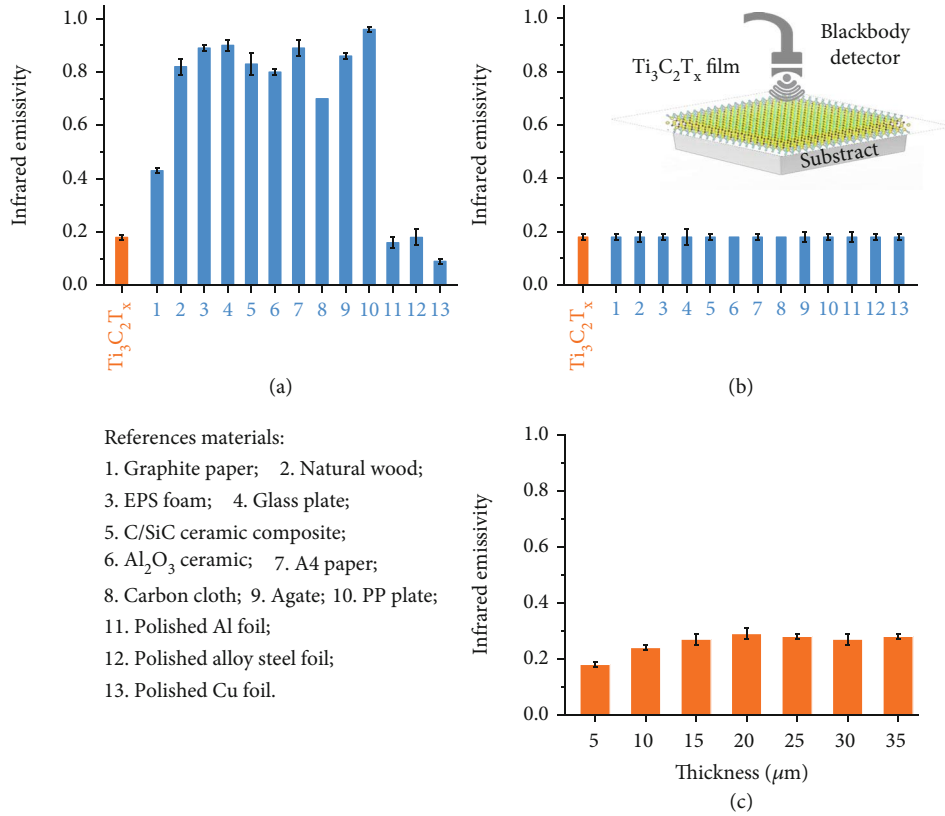 1.0
0.8
0.6
0.4
0.2
0.0
Infrared emissivity
Ti₃C₂Tₓ
1 2 3 4 5 6 7 8 9 10 11 12 13
(a)
1.0
0.8
0.6
0.4
0.2
0.0
Infrared emissivity
Ti₃C₂Tₓ film
Blackbody
detector
Substract
Ti₃C₂Tₓ
1 2 3 4 5 6 7 8 9 10 11 12 13
(b)
References materials:
1. Graphite paper; 2. Natural wood;
3. EPS foam; 4. Glass plate;
5. C/SiC ceramic composite;
6. Al₂O₃ ceramic; 7. A4 paper;
8. Carbon cloth; 9. Agate; 10. PP plate;
11. Polished Al foil;
12. Polished alloy steel foil;
13. Polished Cu foil.
1.0
0.8
0.6
0.4
0.2
0.0
Infrared emissivity
5 10 15 20 25 30 35
Thickness (μm)
(c)